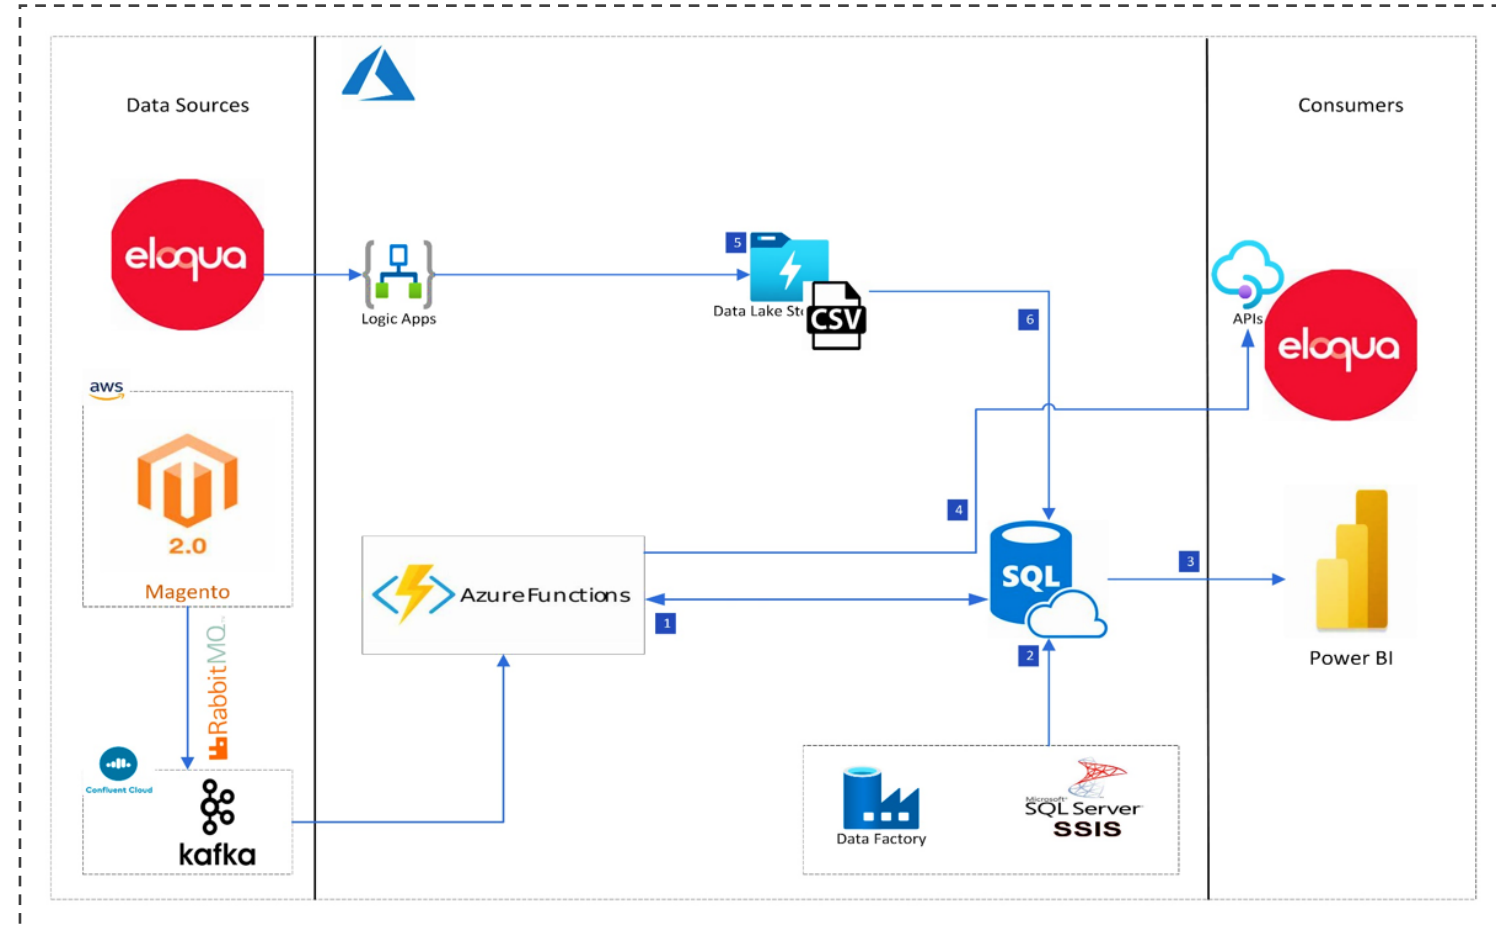 Data Sources
Consumers
eloqua
Logic Apps
5
Data Lake Sto
CSV
6
APIs
eloqua
aws
2.0
Magento
4
AzureFunctions
1
SQL
3
2
Power BI
RabbitMQ
Confluent Cloud
kafka
Data Factory
Microsoft
SQL Server
SSIS